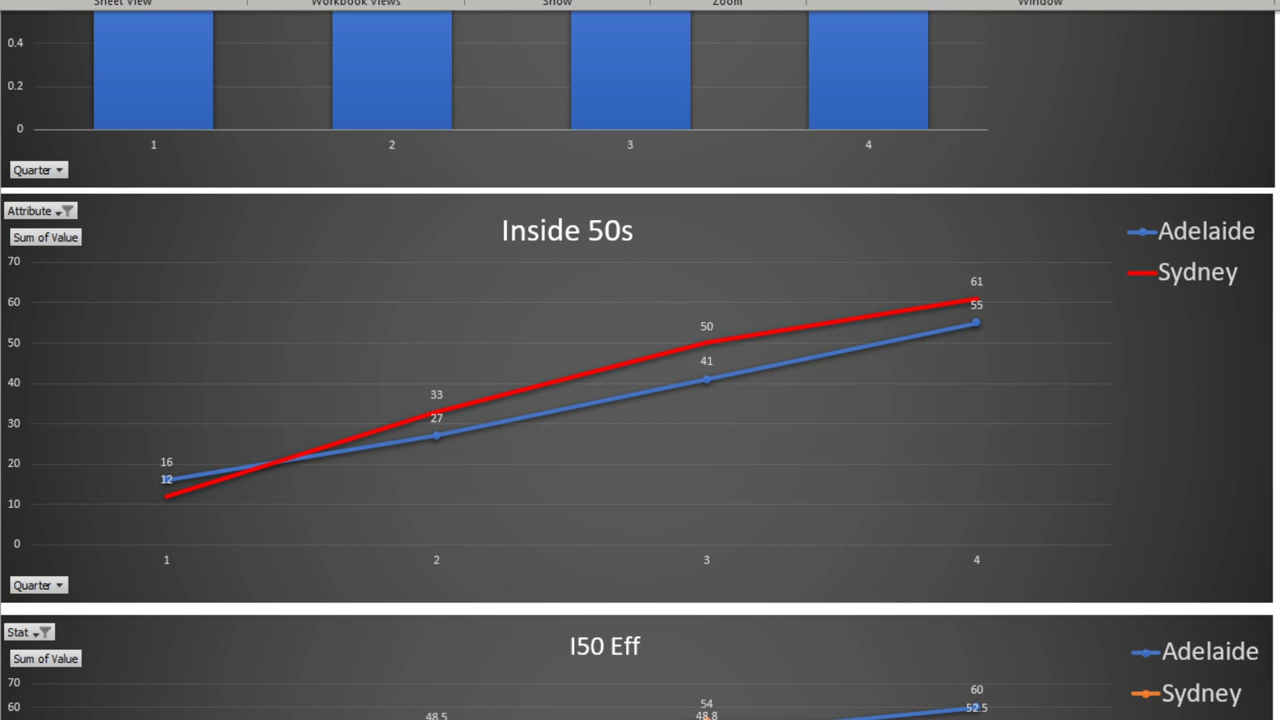 Sheet View Workbook Views Show Zoom Window
0.4
0.2
0
1 2 3 4
Quarter
Attribute
Sum of Value
Inside 50s
Adelaide
Sydney
70
60
50
40
30
20
10
0
61
55
50
41
33
27
16
12
1 2 3 4
Quarter
Stat
Sum of Value
I50 Eff
Adelaide
Sydney
70
60
60
54
52.5
48.5
48.8